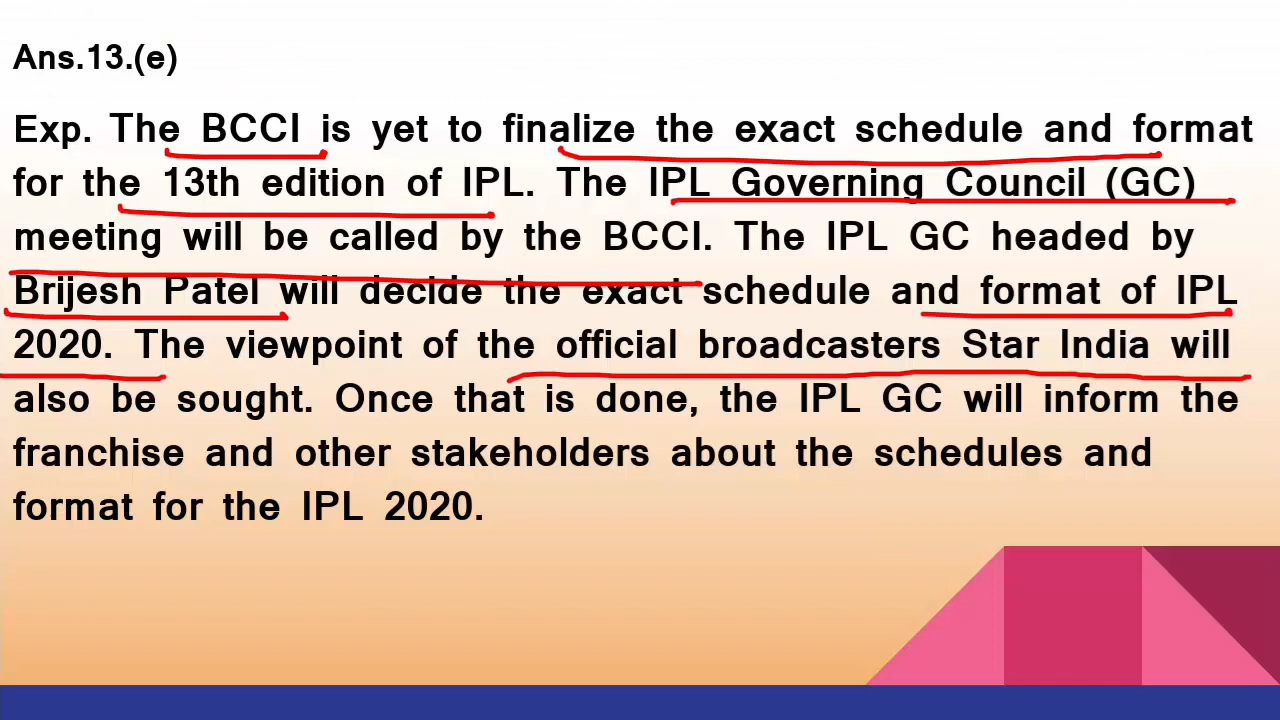 Ans.13.(e)
Exp. The BCCI is yet to finalize the exact schedule and format
for the 13th edition of IPL. The IPL Governing Council (GC)
meeting will be called by the BCCI. The IPL GC headed by
Brijesh Patel will decide the exact schedule and format of IPL
2020. The viewpoint of the official broadcasters Star India will
also be sought. Once that is done, the IPL GC will inform the
franchise and other stakeholders about the schedules and
format for the IPL 2020.